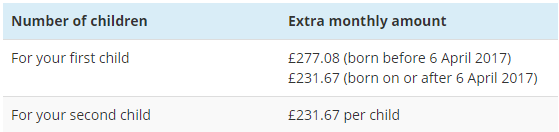 Number of children Extra monthly amount
For your first child £277.08 (born before 6 April 2017)
£231.67 (born on or after 6 April 2017)
For your second child £231.67 per child